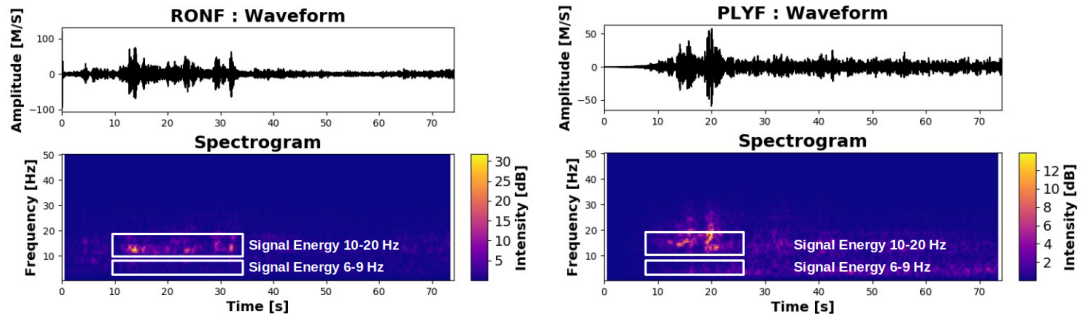 RONF : Waveform
Amplitude [M/S]
100
0
−100
0 10 20 30 40 50 60 70
Spectrogram
Frequency [Hz]
50
40
30
20
10
Signal Energy 10-20 Hz
Signal Energy 6-9 Hz
0 10 20 30 40 50 60 70
Time [s]
30
25
20
15
10
5
Intensity [dB]
PLYF : Waveform
Amplitude [M/S]
50
0
−50
0 10 20 30 40 50 60 70
Spectrogram
Frequency [Hz]
50
40
30
20
10
Signal Energy 10-20 Hz
Signal Energy 6-9 Hz
0 10 20 30 40 50 60 70
Time [s]
12
10
8
6
4
2
Intensity [dB]